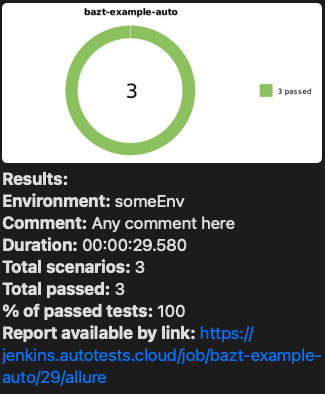 bazt-example-auto
3
3 passed
Results:
Environment: someEnv
Comment: Any comment here
Duration: 00:00:29.580
Total scenarios: 3
Total passed: 3
% of passed tests: 100
Report available by link: https://
jenkins.autotests.cloud/job/bazt-example-
auto/29/allure